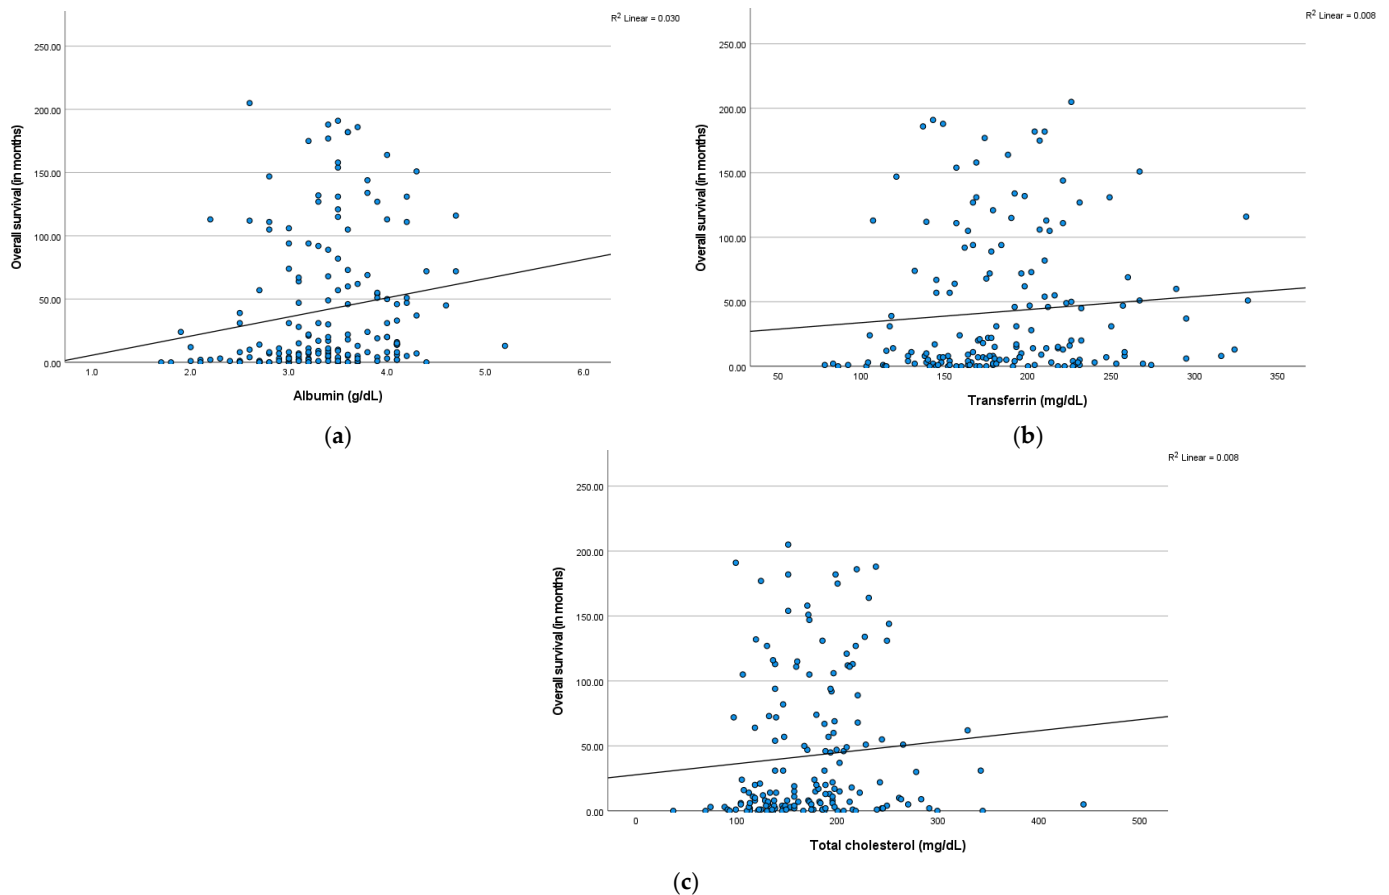 R2 Linear = 0.030
250.00
200.00
150.00
100.00
50.00
0.00
Overall survival (in months)
1.0 2.0 3.0 4.0 5.0 6.0
Albumin (g/dL)
(a)
R2 Linear = 0.008
250.00
200.00
150.00
100.00
50.00
0.00
Overall survival (in months)
50 100 150 200 250 300 350
Transferrin (mg/dL)
(b)
R2 Linear = 0.008
250.00
200.00
150.00
100.00
50.00
0.00
Overall survival (in months)
0 100 200 300 400 500
Total cholesterol (mg/dL)
(c)